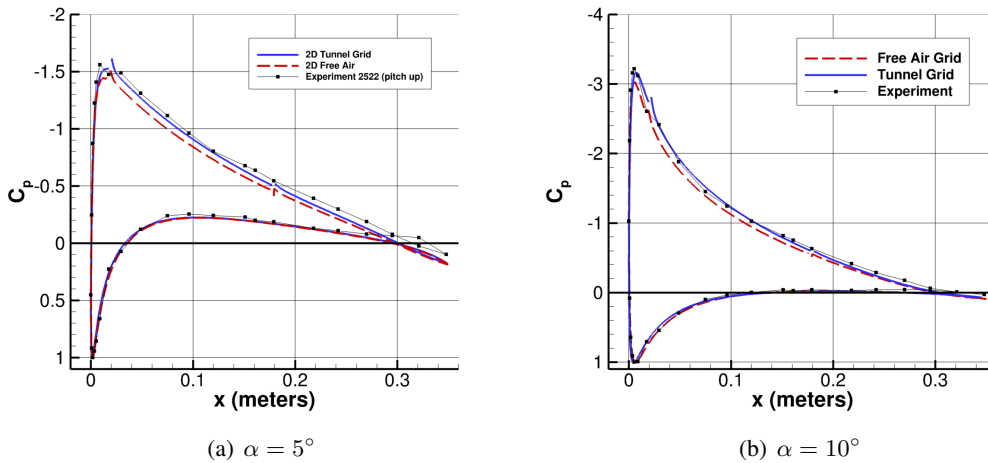 -2
-1.5
-1
-0.5
0
0.5
1
Cp
0
0.1
0.2
0.3
x (meters)
2D Tunnel Grid
2D Free Air
Experiment 2522 (pitch up)
(a) α = 5°
-4
-3
-2
-1
0
1
Cp
0
0.1
0.2
0.3
x (meters)
Free Air Grid
Tunnel Grid
Experiment
(b) α = 10°